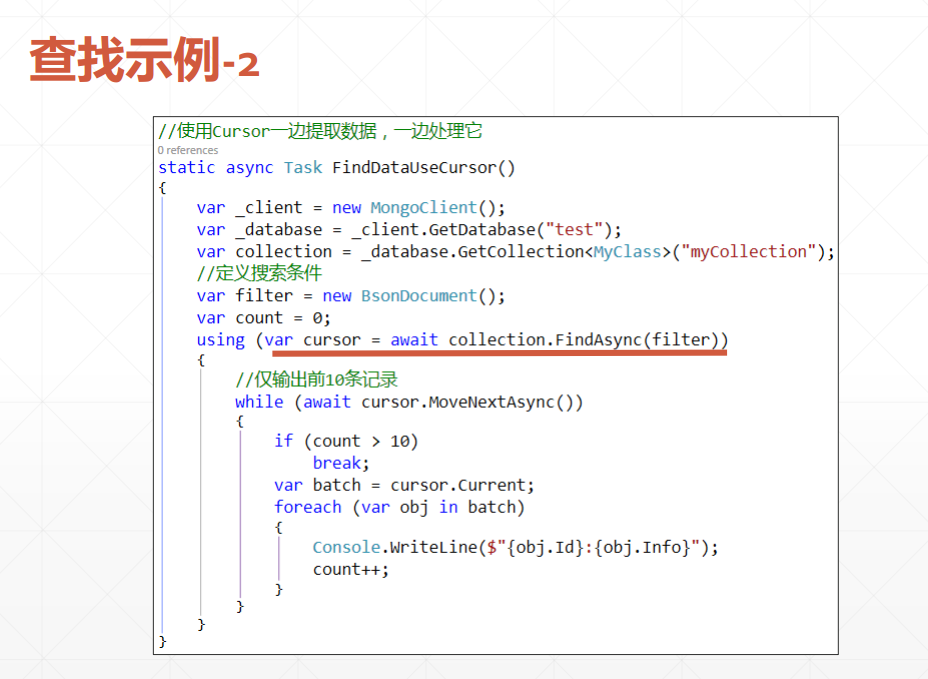 查找示例-2
//使用Cursor一边提取数据，一边处理它
0 references
static async Task FindDataUseCursor()
{
    var _client = new MongoClient();
    var _database = _client.GetDatabase("test");
    var collection = _database.GetCollection<MyClass>("myCollection");
    //定义搜索条件
    var filter = new BsonDocument();
    var count = 0;
    using (var cursor = await collection.FindAsync(filter))
    {
        //仅输出前10条记录
        while (await cursor.MoveNextAsync())
        {
            if (count > 10)
                break;
            var batch = cursor.Current;
            foreach (var obj in batch)
            {
                Console.WriteLine($"{obj.Id}:{obj.Info}");
                count++;
            }
        }
    }
}